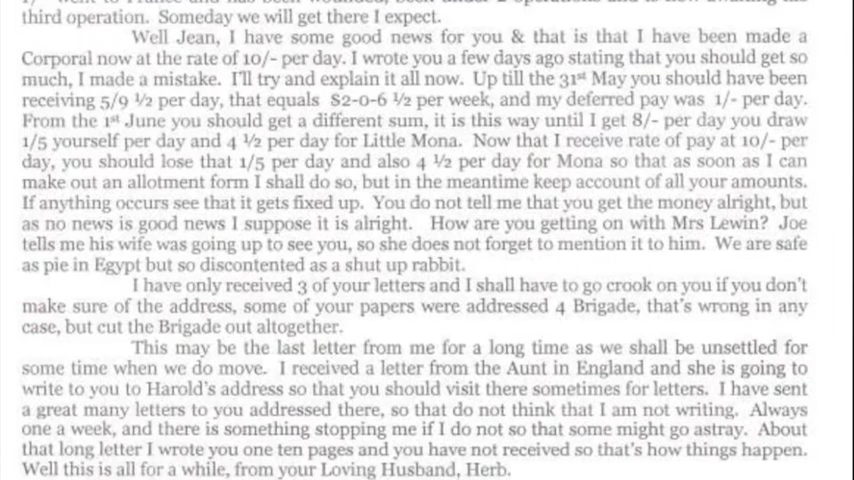 third operation. Someday we will get there I expect.
Well Jean, I have some good news for you & that is that I have been made a
Corporal now at the rate of 10/- per day. I wrote you a few days ago stating that you should get so
much, I made a mistake. I'll try and explain it all now. Up till the 31st May you should have been
receiving 5/9 ½ per day, that equals S2-0-6 ½ per week, and my deferred pay was 1/- per day.
From the 1st June you should get a different sum, it is this way until I get 8/- per day you draw
1/5 yourself per day and 4 ½ per day for Little Mona. Now that I receive rate of pay at 10/- per
day, you should lose that 1/5 per day and also 4 ½ per day for Mona so that as soon as I can
make out an allotment form I shall do so, but in the meantime keep account of all your amounts.
If anything occurs see that it gets fixed up. You do not tell me that you get the money alright, but
as no news is good news I suppose it is alright. How are you getting on with Mrs Lewin? Joe
tells me his wife was going up to see you, so she does not forget to mention it to him. We are safe
as pie in Egypt but so discontented as a shut up rabbit.
I have only received 3 of your letters and I shall have to go crook on you if you don't
make sure of the address, some of your papers were addressed 4 Brigade, that's wrong in any
case, but cut the Brigade out altogether.
This may be the last letter from me for a long time as we shall be unsettled for
some time when we do move. I received a letter from the Aunt in England and she is going to
write to you to Harold's address so that you should visit there sometimes for letters. I have sent
a great many letters to you addressed there, so that do not think that I am not writing. Always
one a week, and there is something stopping me if I do not so that some might go astray. About
that long letter I wrote you one ten pages and you have not received so that's how things happen.
Well this is all for a while, from your Loving Husband, Herb.